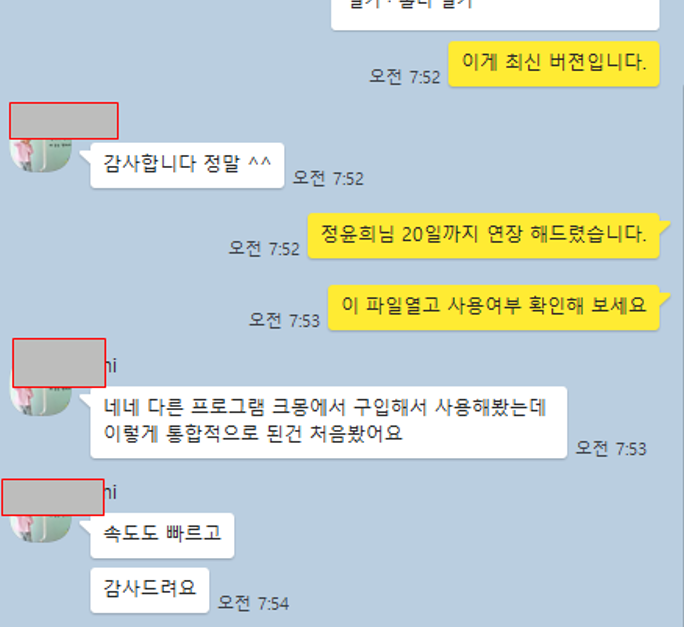 이게 최신 버젼입니다.
오전 7:52
감사합니다 정말 ^^
오전 7:52
정윤희님 20일까지 연장 해드렸습니다.
오전 7:52
이 파일열고 사용여부 확인해 보세요
오전 7:53
ni
네네 다른 프로그램 크몽에서 구입해서 사용해봤는데
이렇게 통합적으로 된건 처음봤어요
오전 7:53
ni
속도도 빠르고
감사드려요
오전 7:54